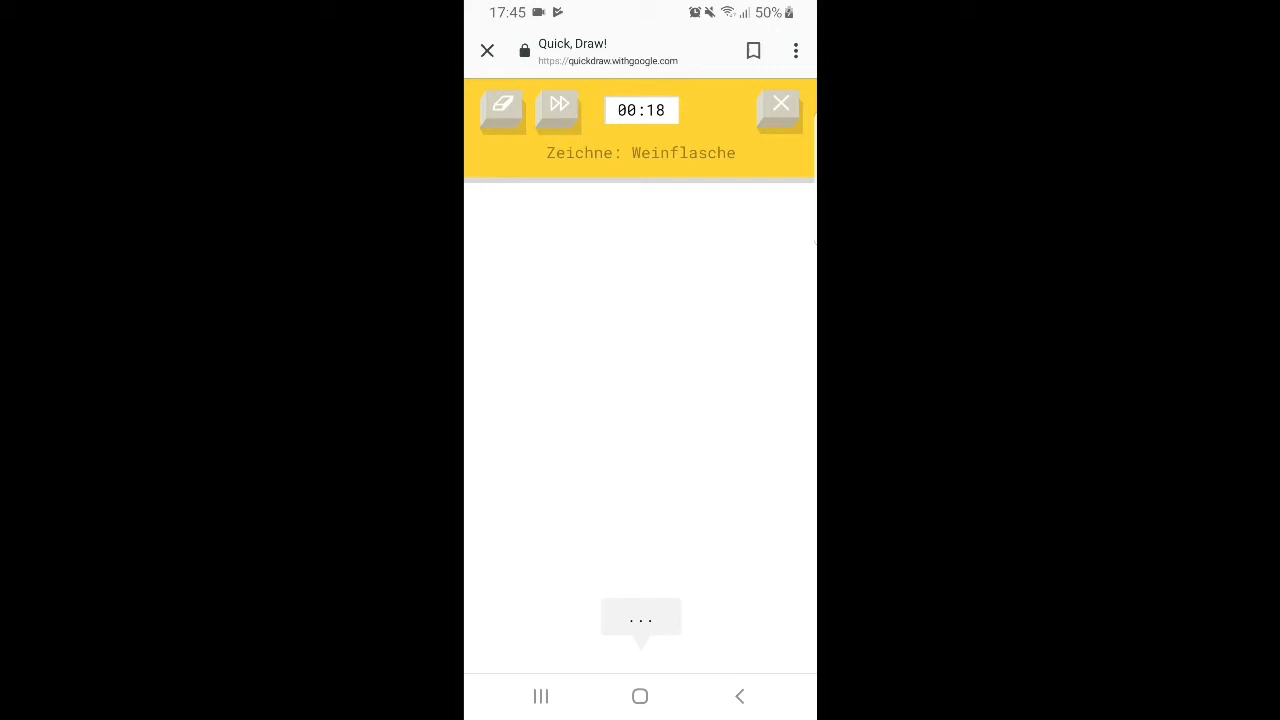 17:45 50%
Quick, Draw!
https://quickdraw.withgoogle.com
00:18
Zeichne: Weinflasche
...